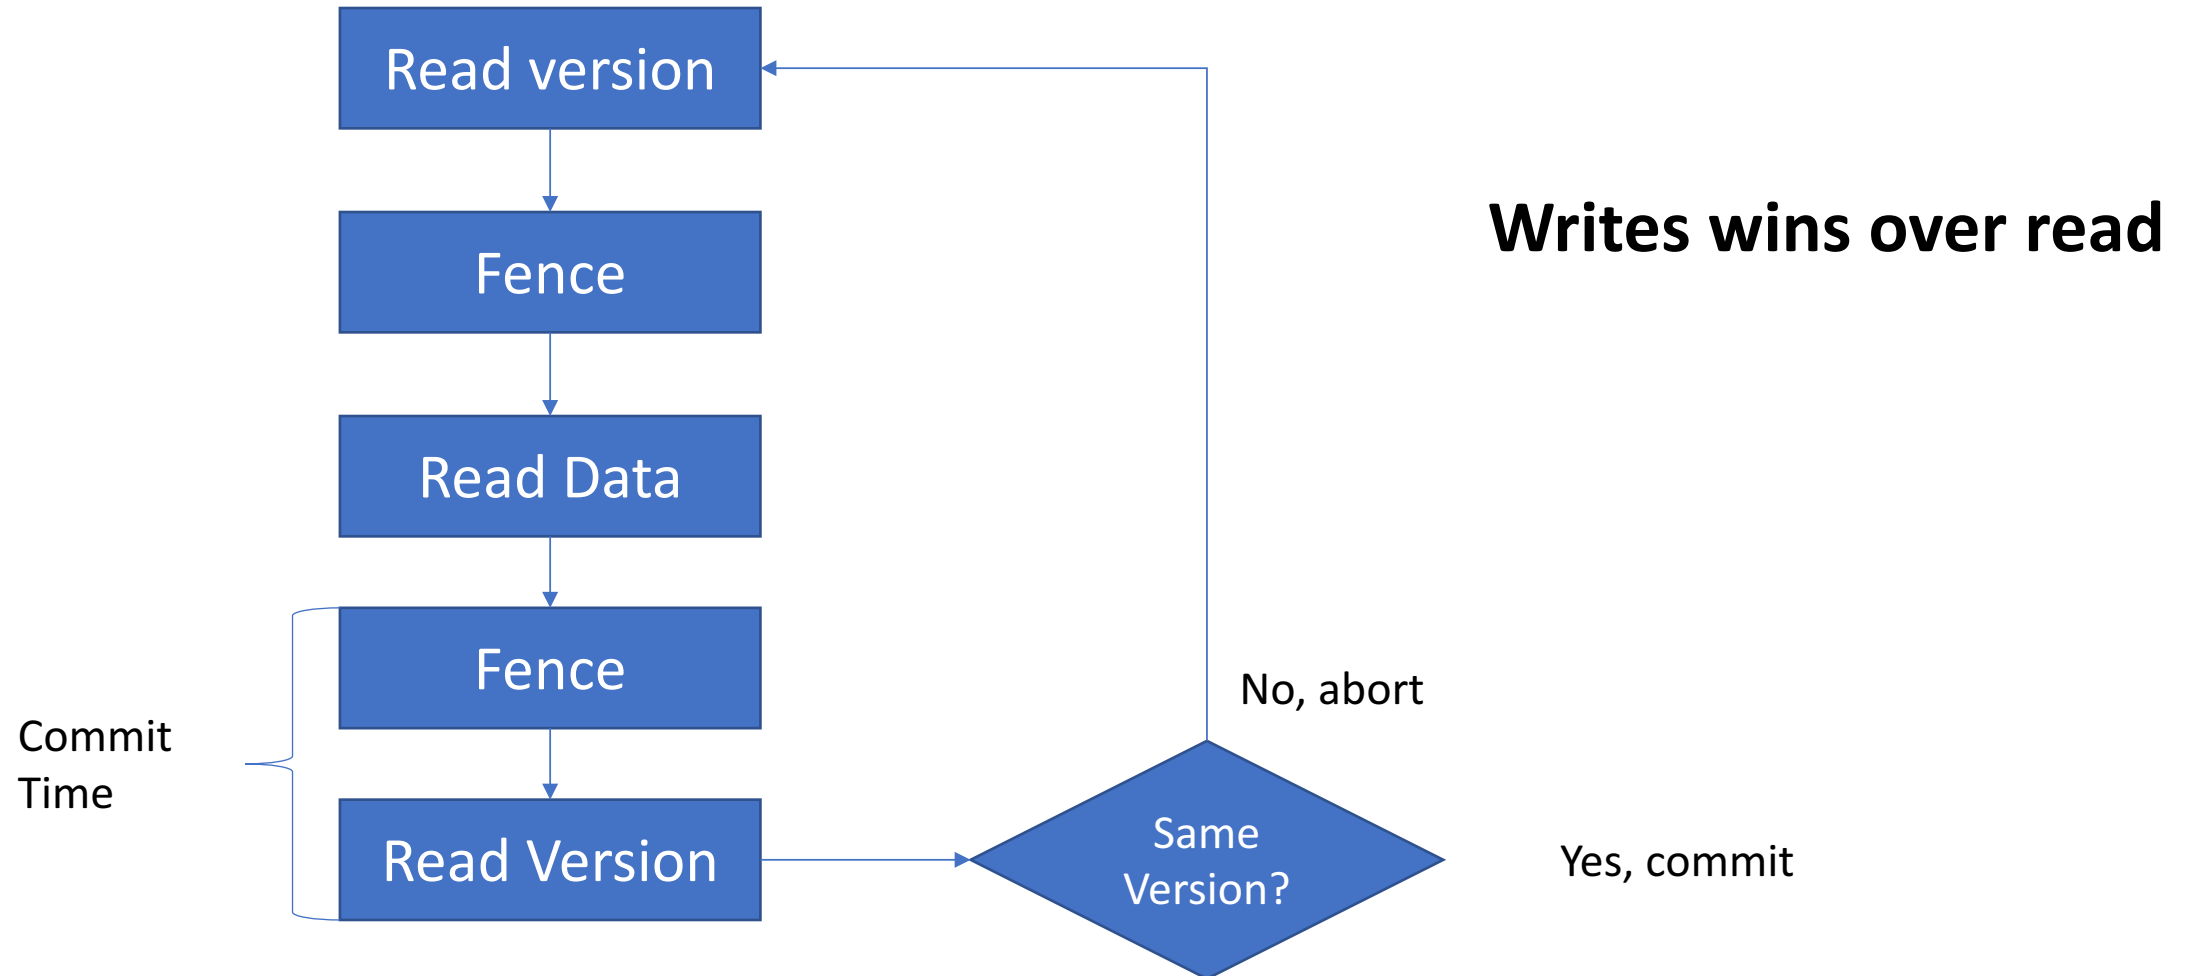 Read version
Writes wins over read
Fence
Read Data
Fence
No, abort
Commit
Time
Same
Version?
Read Version
Yes, commit